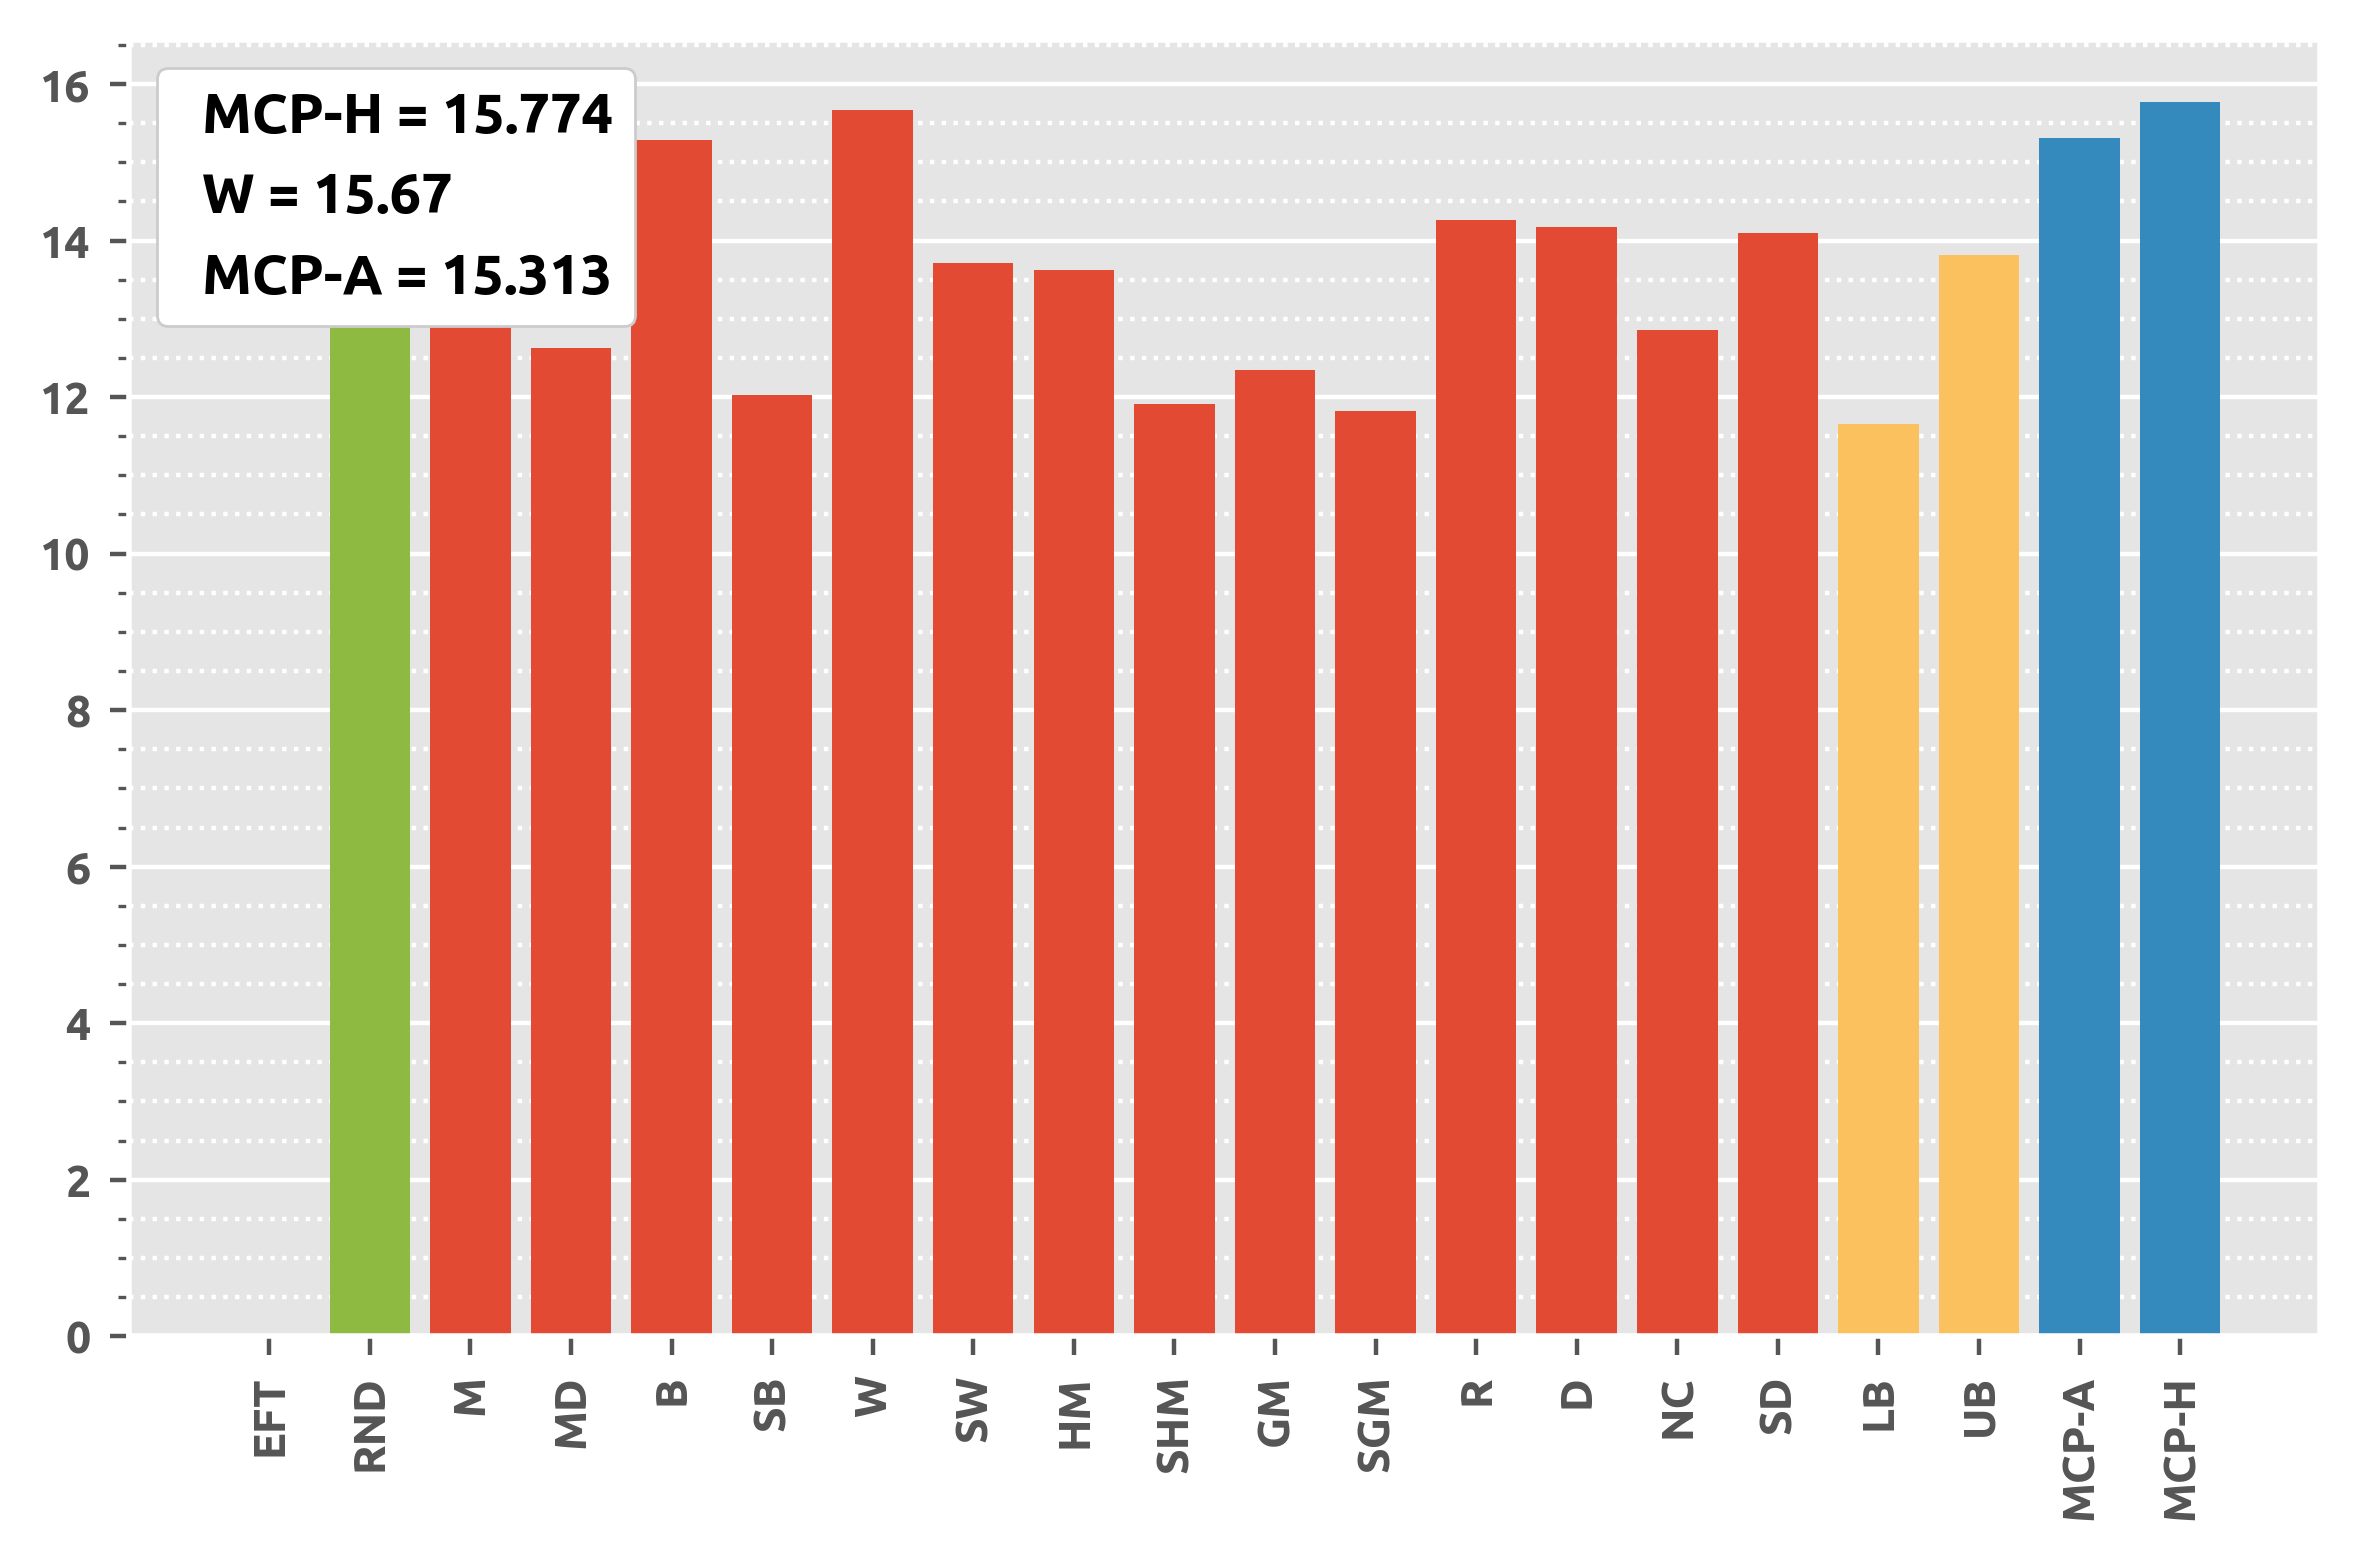 MCP-H = 15.774
W = 15.67
MCP-A = 15.313
16
14
12
10
8
6
4
2
0
EFT
RND
M
MD
B
SB
W
SW
HM
SHM
GM
SGM
R
D
NC
SD
LB
UB
MCP-A
MCP-H